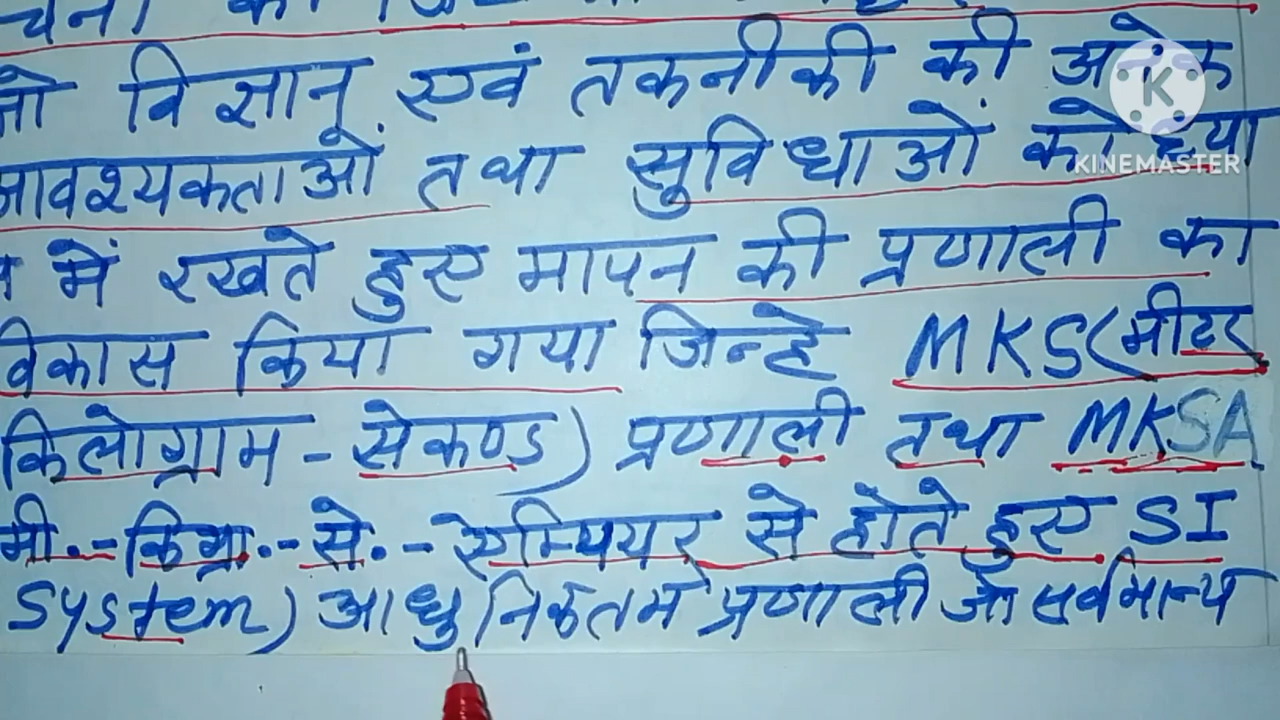 जो विज्ञान एवं तकनीकी की अनेक
आवश्यकताओं तथा सुविधाओं को ध्या
न में रखते हुए मापन की प्रणाली का
विकास किया गया जिन्हे MKS(मीटर
किलोग्राम - सेकण्ड) प्रणाली तथा MKSA
मी.-किग्रा.-से.-ऐम्पियर से होते हुए SI
System) आधुनिकतम प्रणाली जो सर्वमान्य
KINEMASTER